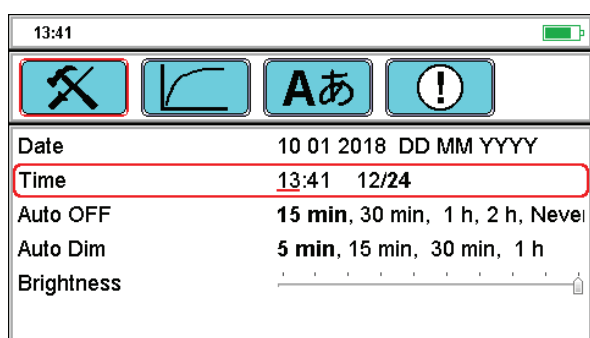 13:41
Aあ
Date 10 01 2018 DD MM YYYY
Time 13:41 12/24
Auto OFF 15 min, 30 min, 1 h, 2 h, Never
Auto Dim 5 min, 15 min, 30 min, 1 h
Brightness